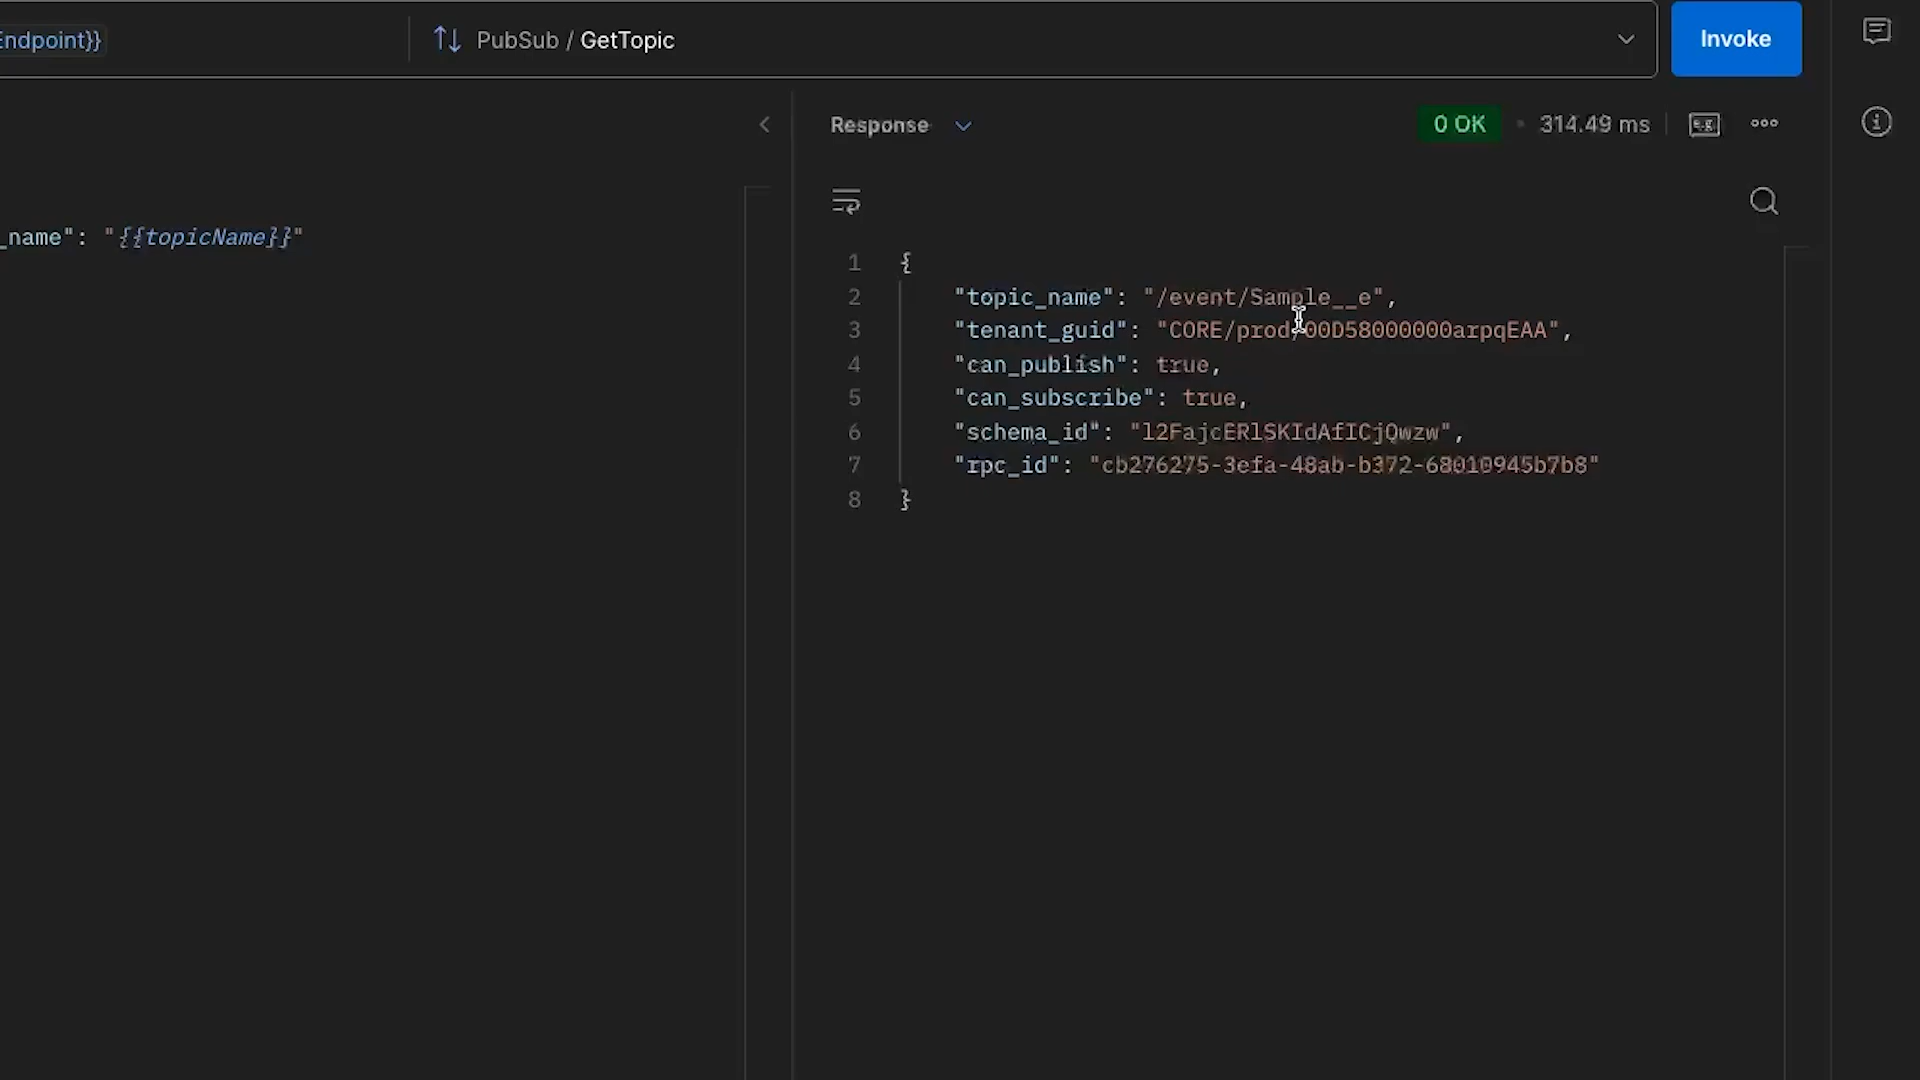 Endpoint}}
PubSub / GetTopic
Invoke
Response
0 OK
314.49 ms
e.g.
_name": "{{topicName}}"
1 {
2 "topic_name": "/event/Sample__e",
3 "tenant_guid": "CORE/prod/00D58000000arpqEAA",
4 "can_publish": true,
5 "can_subscribe": true,
6 "schema_id": "l2FajcERlSKIdAfICjQwzw",
7 "rpc_id": "cb276275-3efa-48ab-b372-68010945b7b8"
8 }